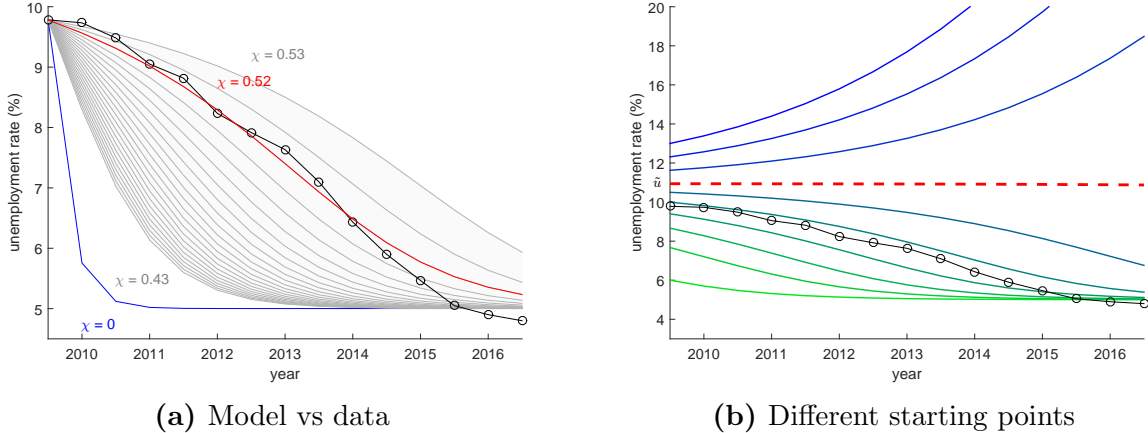 10
9
8
7
6
5
unemployment rate (%)
χ = 0.53
χ = 0.52
χ = 0.43
χ = 0
2010 2011 2012 2013 2014 2015 2016
year
(a) Model vs data
20
18
16
14
12
ũ
10
8
6
4
unemployment rate (%)
2010 2011 2012 2013 2014 2015 2016
year
(b) Different starting points